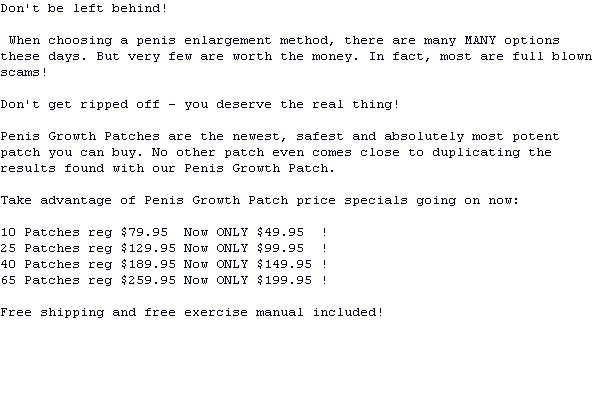 Don't be left behind!
When choosing a penis enlargement method, there are many MANY options
these days. But very few are worth the money. In fact, most are full blown
scams!
Don't get ripped off - you deserve the real thing!
Penis Growth Patches are the newest, safest and absolutely most potent
patch you can buy. No other patch even comes close to duplicating the
results found with our Penis Growth Patch.
Take advantage of Penis Growth Patch price specials going on now:
10 Patches reg $79.95  Now ONLY $49.95  !
25 Patches reg $129.95 Now ONLY $99.95  !
40 Patches reg $189.95 Now ONLY $149.95 !
65 Patches reg $259.95 Now ONLY $199.95 !
Free shipping and free exercise manual included!